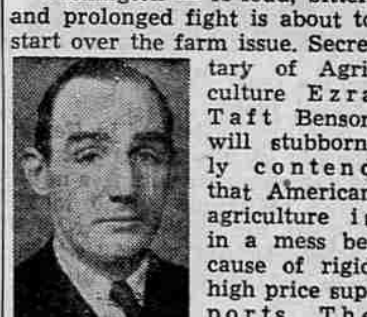 and prolonged fight is about to
start over the farm issue. Secre
tary of Agri
culture Ezra
Taft Benson
will stubborn
ly contend
that American
agriculture is
in a mess be
cause of rigid
high price sup
ports. The